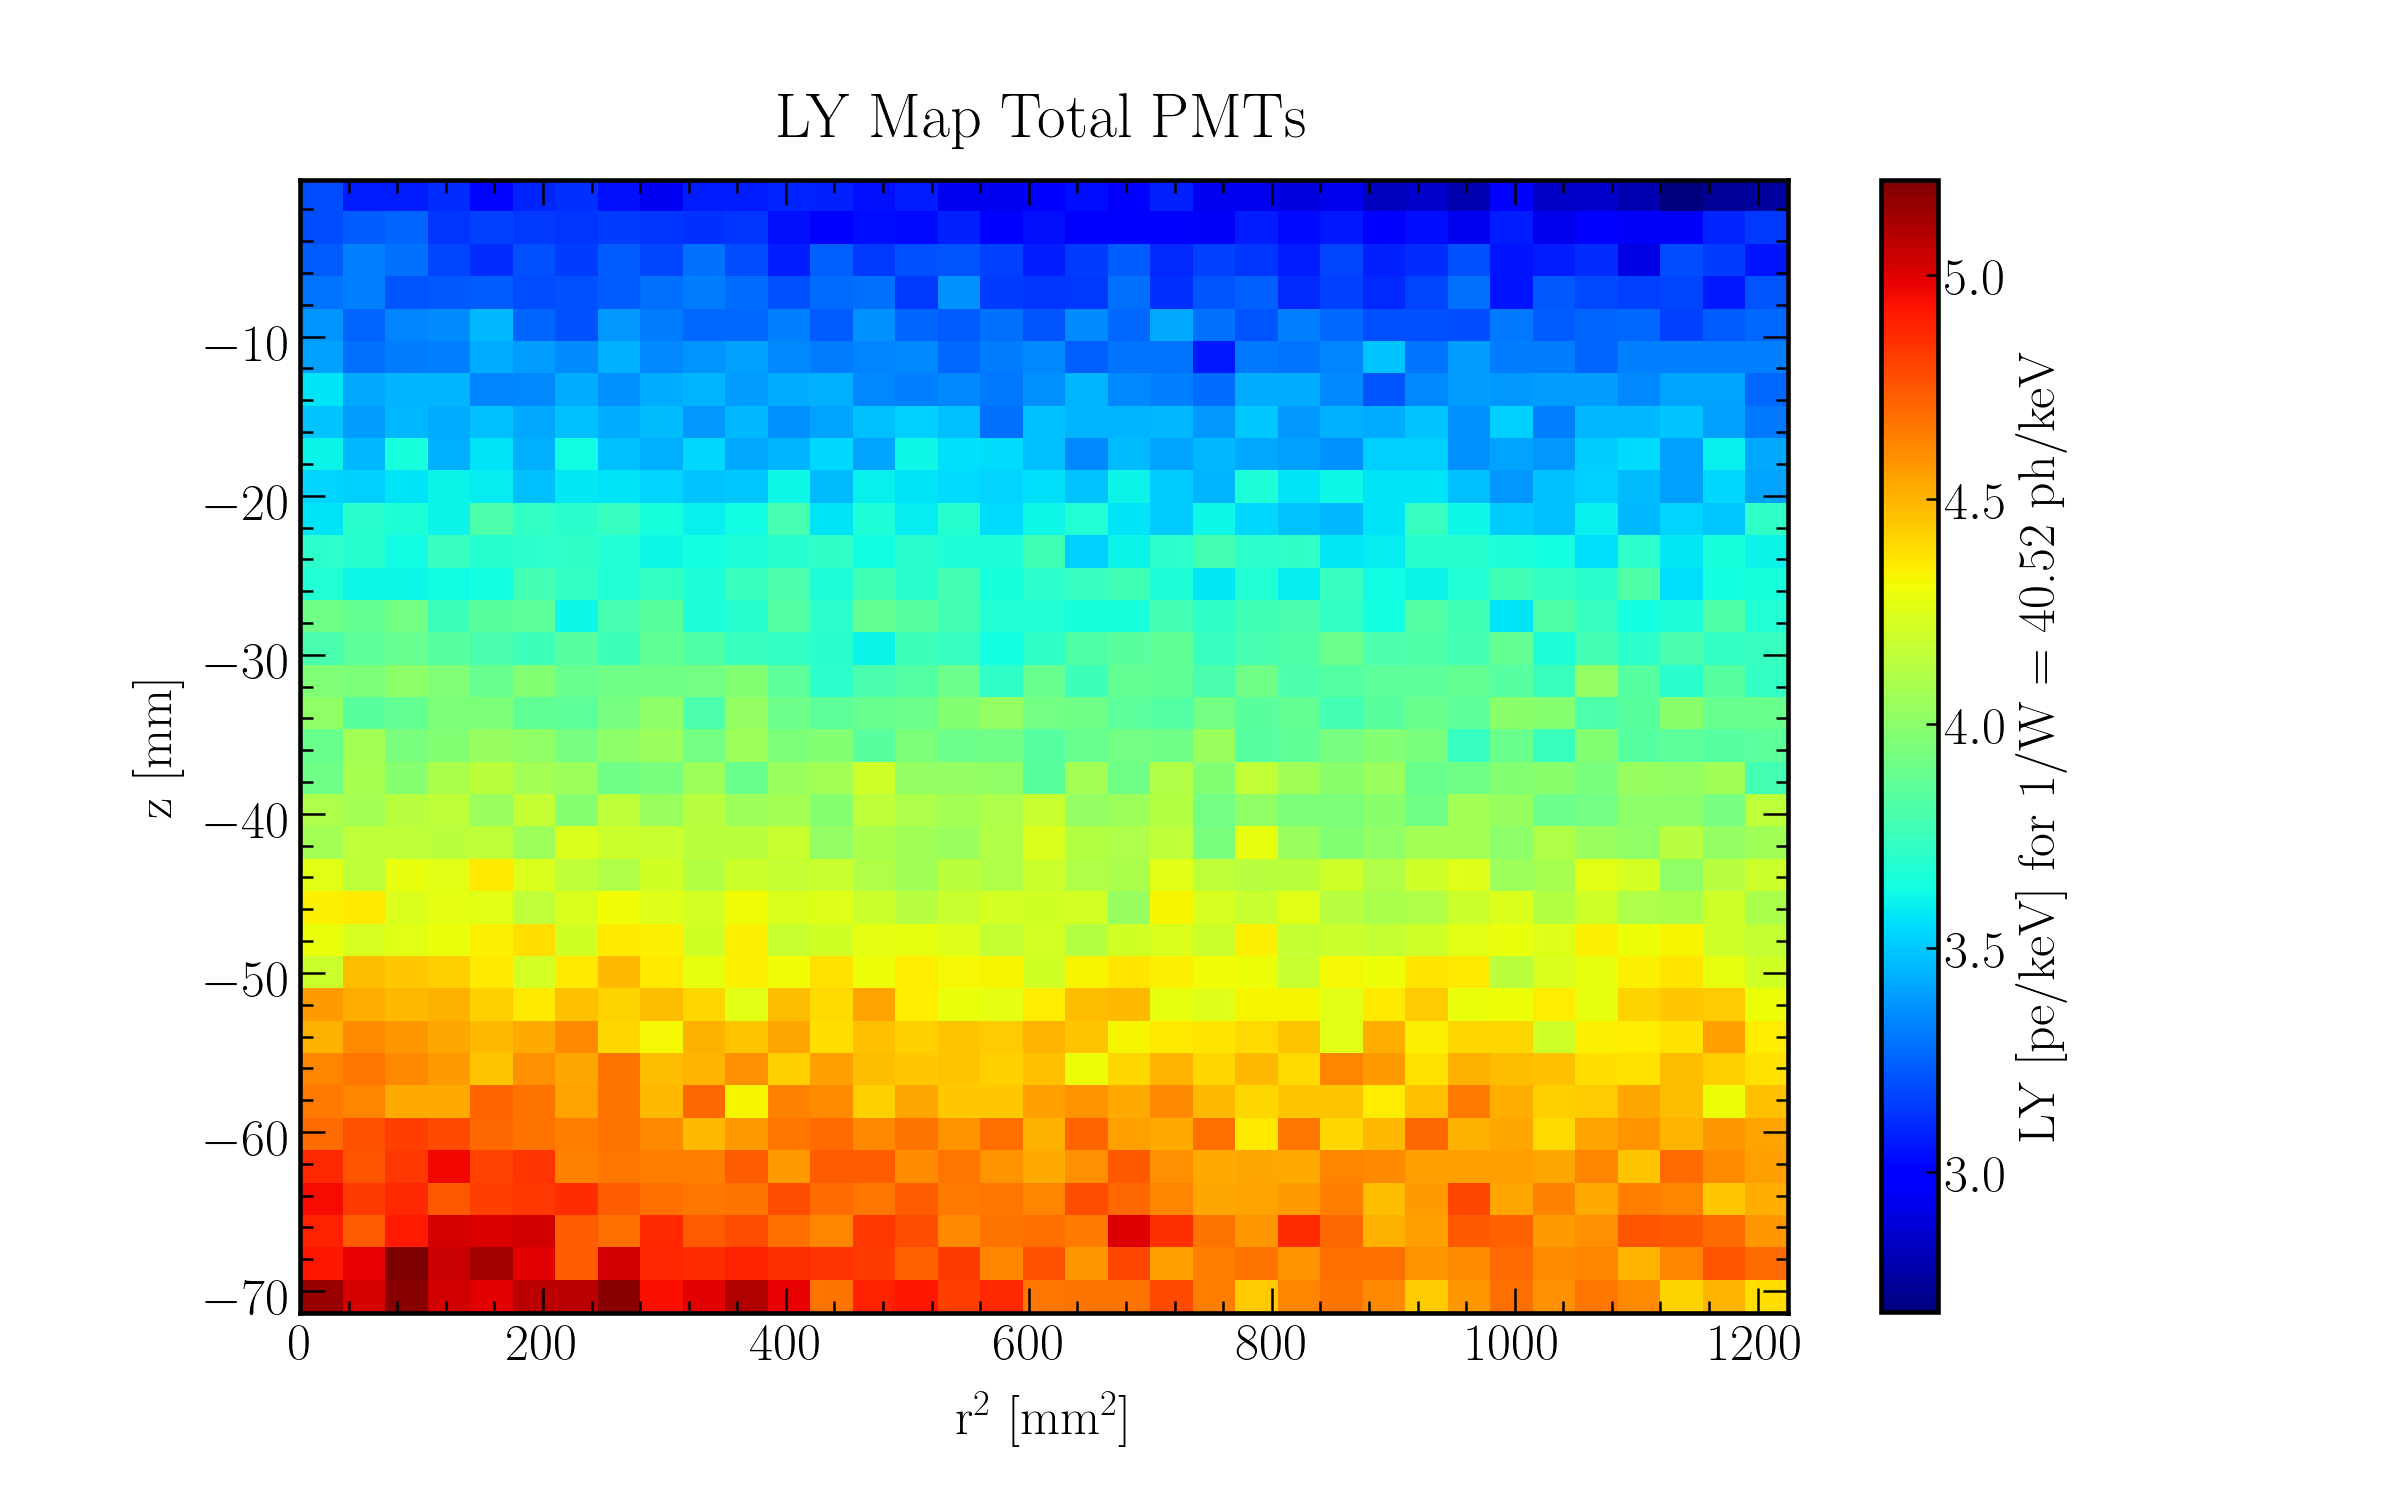 LY Map Total PMTs
−10
−20
−30
−40
−50
−60
−70
z [mm]
0 200 400 600 800 1000 1200
r² [mm²]
5.0
4.5
4.0
3.5
3.0
LY [pe/keV] for 1/W = 40.52 ph/keV